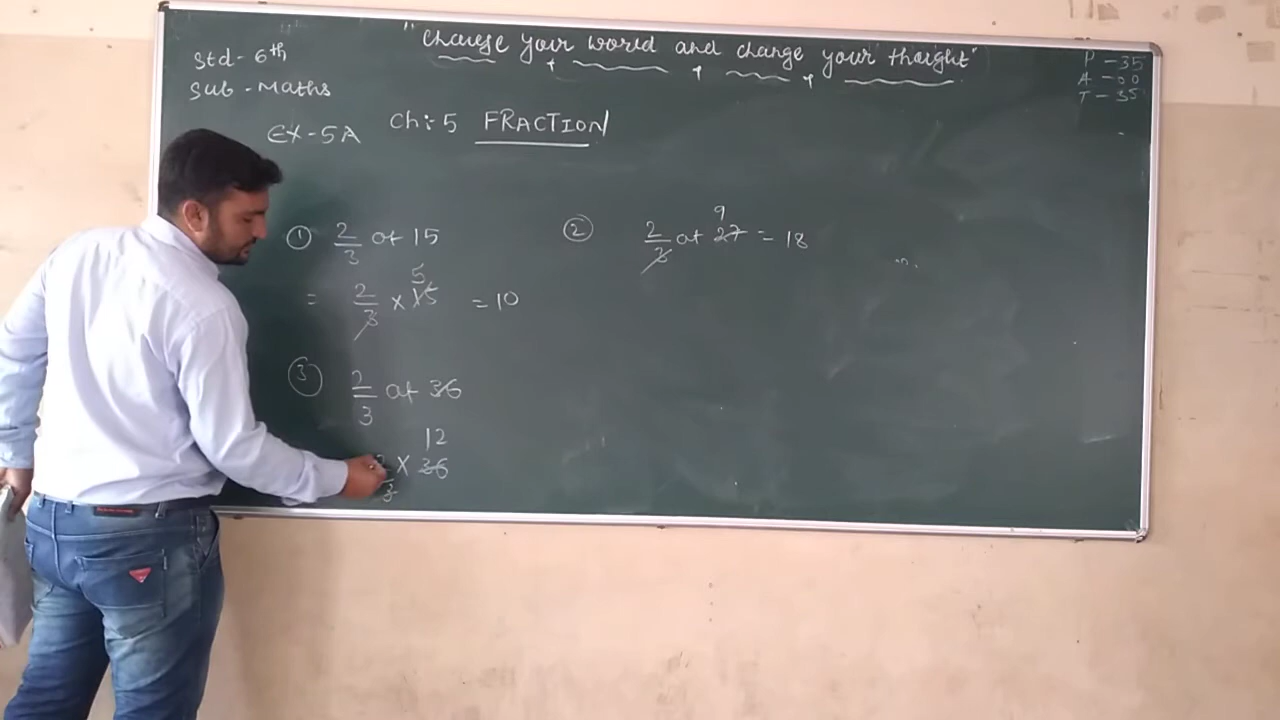 "change your world and change your thought"
Std - 6th
Sub - Maths
P - 35
A - 00
T - 35
Ex - 5A
Ch:- 5 FRACTION
① 2/3 of 15
= 2/3 × 15 5 = 10
② 2/3 of 27 9 = 18
③ 2/3 of 36
2/3 × 36 12